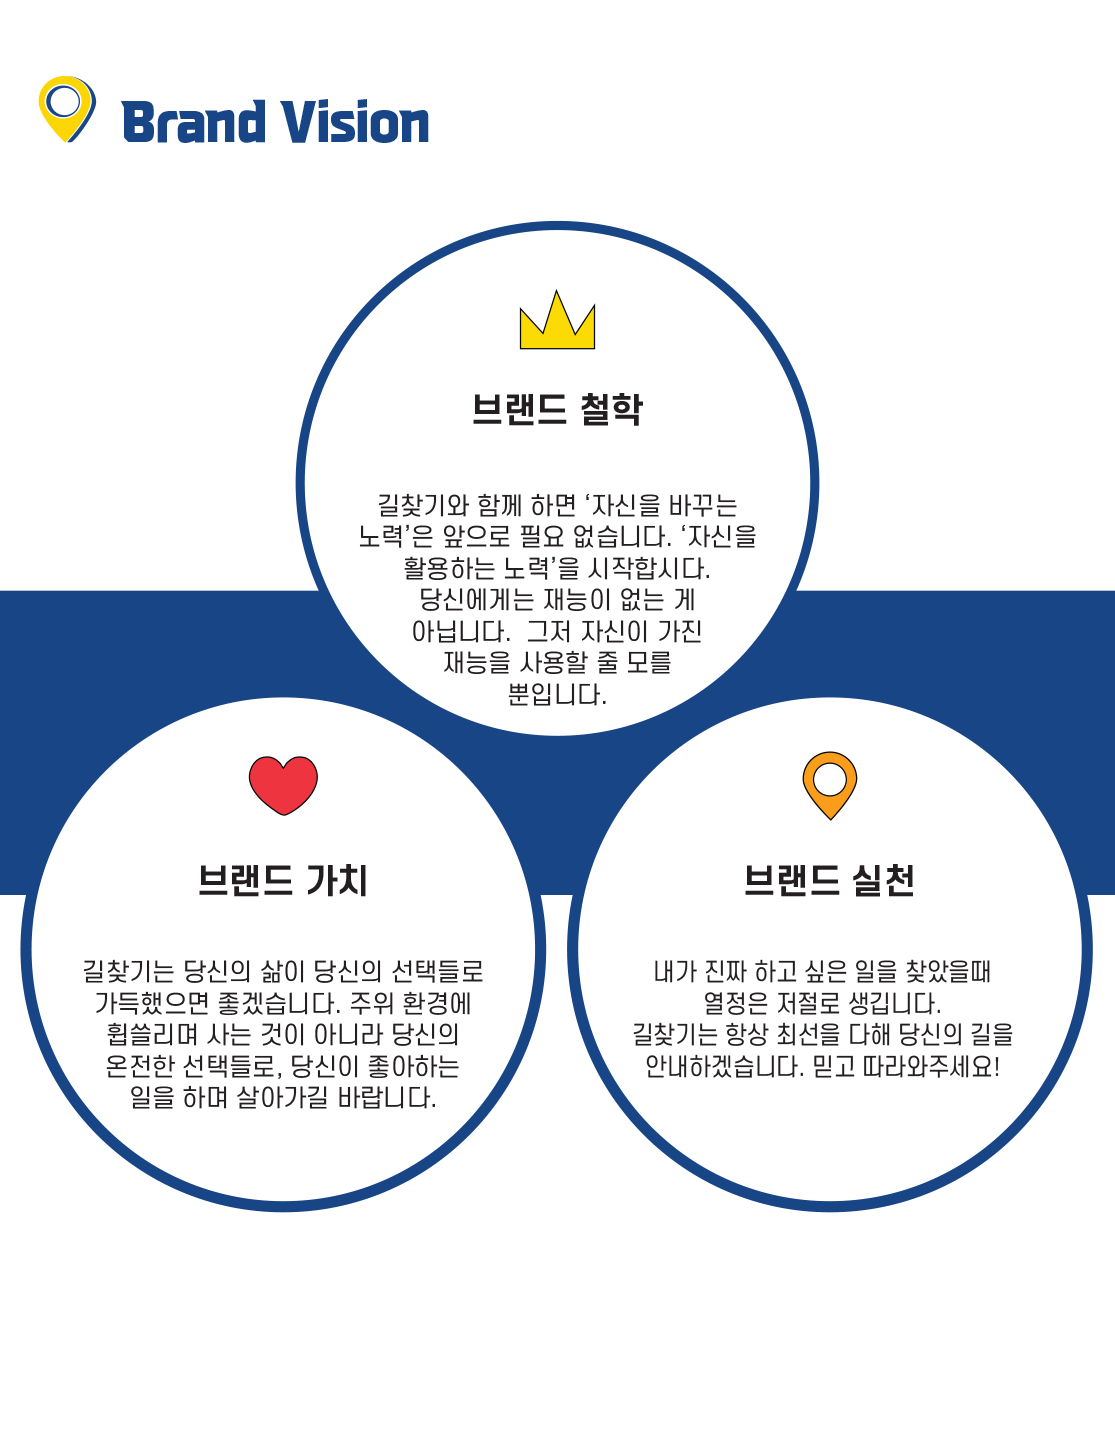 Brand Vision
브랜드 철학
길찾기와 함께 하면 ‘자신을 바꾸는
노력’은 앞으로 필요 없습니다. ‘자신을
활용하는 노력’을 시작합시다.
당신에게는 재능이 없는 게
아닙니다.  그저 자신이 가진
재능을 사용할 줄 모를
뿐입니다.
브랜드 가치
길찾기는 당신의 삶이 당신의 선택들로
가득했으면 좋겠습니다. 주위 환경에
휩쓸리며 사는 것이 아니라 당신의
온전한 선택들로, 당신이 좋아하는
일을 하며 살아가길 바랍니다.
브랜드 실천
내가 진짜 하고 싶은 일을 찾았을때
열정은 저절로 생깁니다.
길찾기는 항상 최선을 다해 당신의 길을
안내하겠습니다. 믿고 따라와주세요!